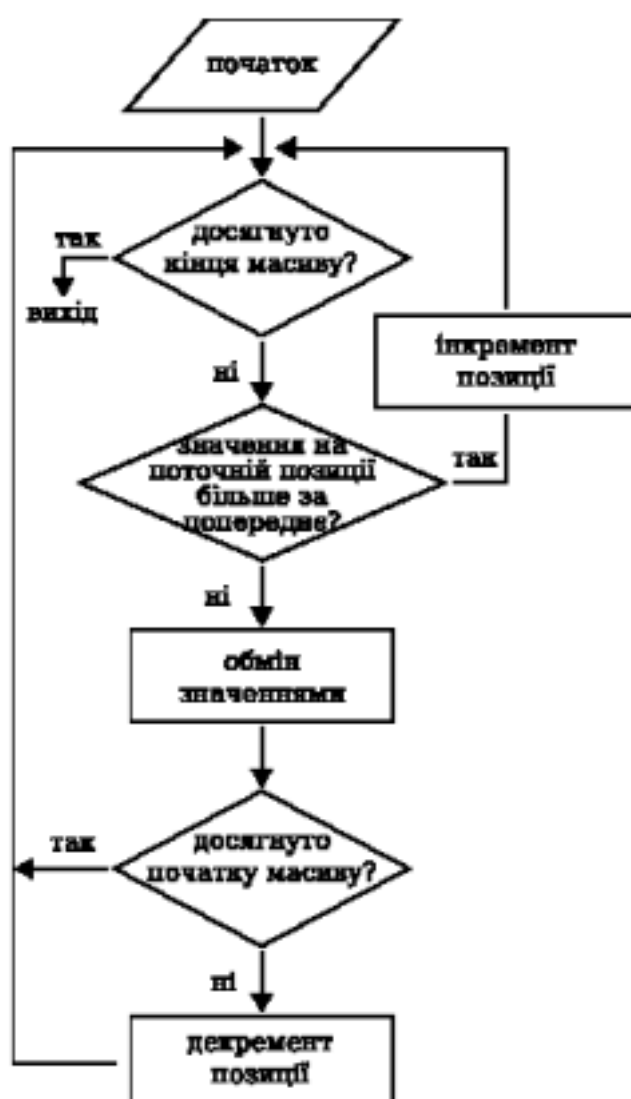 початок
досягнуто
кінця масиву?
так
вихід
інкремент
позиції
ні
Значення на
поточній позиції
більше за
попереднє?
так
ні
обмін
значеннями
досягнуто
початку масиву?
так
ні
декремент
позиції